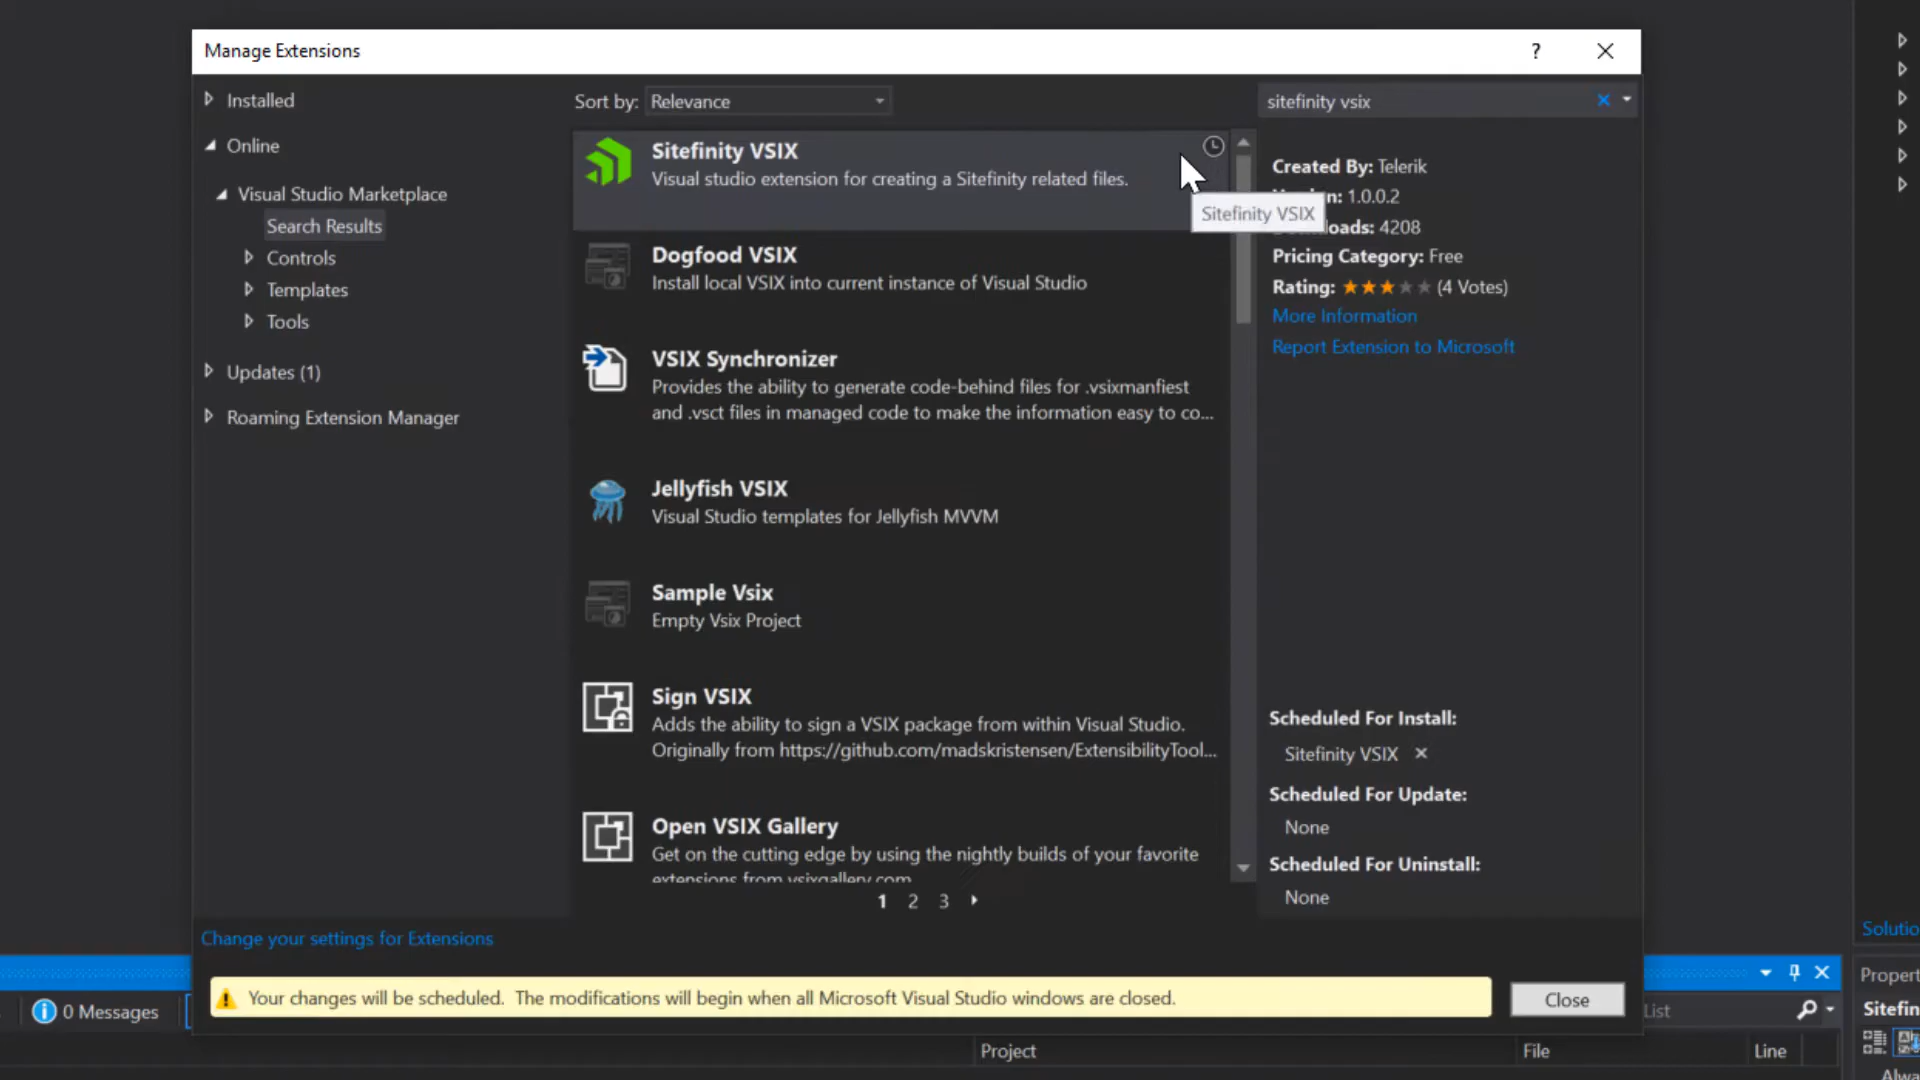 Manage Extensions
?
Installed
Online
Visual Studio Marketplace
Search Results
Controls
Templates
Tools
Updates (1)
Roaming Extension Manager
Sort by: Relevance
Sitefinity VSIX
Visual studio extension for creating a Sitefinity related files.
Dogfood VSIX
Install local VSIX into current instance of Visual Studio
VSIX Synchronizer
Provides the ability to generate code-behind files for .vsixmanfiest
and .vsct files in managed code to make the information easy to co...
Jellyfish VSIX
Visual Studio templates for Jellyfish MVVM
Sample Vsix
Empty Vsix Project
Sign VSIX
Adds the ability to sign a VSIX package from within Visual Studio.
Originally from https://github.com/madskristensen/ExtensibilityTool...
Open VSIX Gallery
Get on the cutting edge by using the nightly builds of your favorite
extensions from vsixgallery.com
1 2 3
sitefinity vsix
Created By: Telerik
n: 1.0.0.2
Sitefinity VSIX
oads: 4208
Pricing Category: Free
Rating: (4 Votes)
More Information
Report Extension to Microsoft
Scheduled For Install:
Sitefinity VSIX
Scheduled For Update:
None
Scheduled For Uninstall:
None
Change your settings for Extensions
Your changes will be scheduled. The modifications will begin when all Microsoft Visual Studio windows are closed.
Close
0 Messages
List
Project
File
Line
Solutio
Propert
Sitefin
Alwa